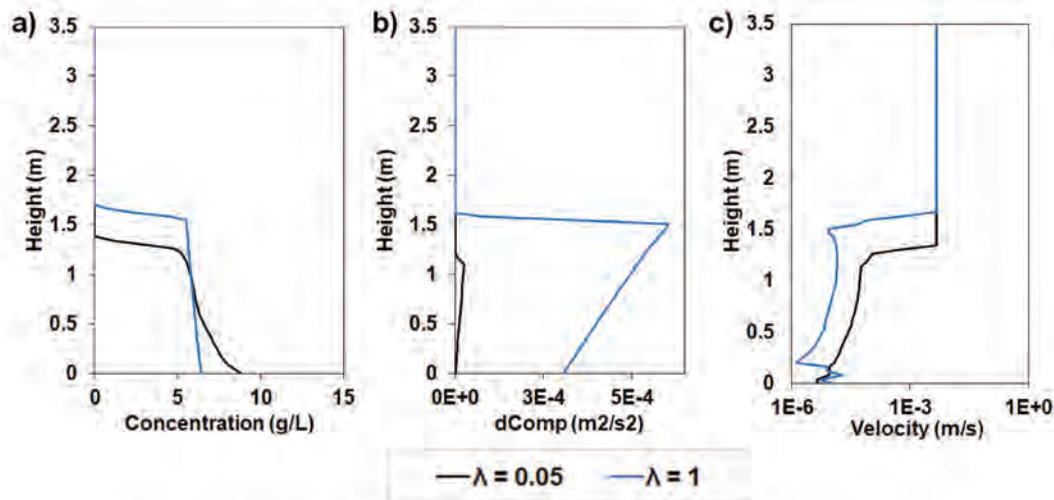 a)
3.5
3
2.5
2
1.5
1
0.5
0
Height (m)
0
5
10
15
Concentration (g/L)
b)
3.5
3
2.5
2
1.5
1
0.5
0
Height (m)
0E+0
3E-4
5E-4
dComp (m2/s2)
c)
3.5
3
2.5
2
1.5
1
0.5
0
Height (m)
1E-6
1E-3
1E+0
Velocity (m/s)
λ = 0.05
λ = 1